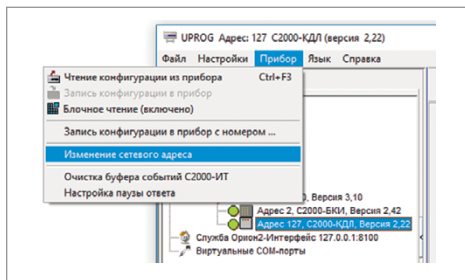 UPROG Адрес: 127 С2000-КДЛ (версия 2,22)
Файл Настройки Прибор Язык Справка
Чтение конфигурации из прибора Ctrl+F3
Запись конфигурации в прибор
Блочное чтение (включено)
Запись конфигурации в прибор с номером ...
Изменение сетевого адреса
Очистка буфера событий С2000-ИТ
Настройка паузы ответа
, Версия 3,10
Адрес 2, С2000-БКИ, Версия 2,42
Адрес 127, С2000-КДЛ, Версия 2,22
Служба Орион2-Интерфейс 127.0.0.1:8100
Виртуальные COM-порты